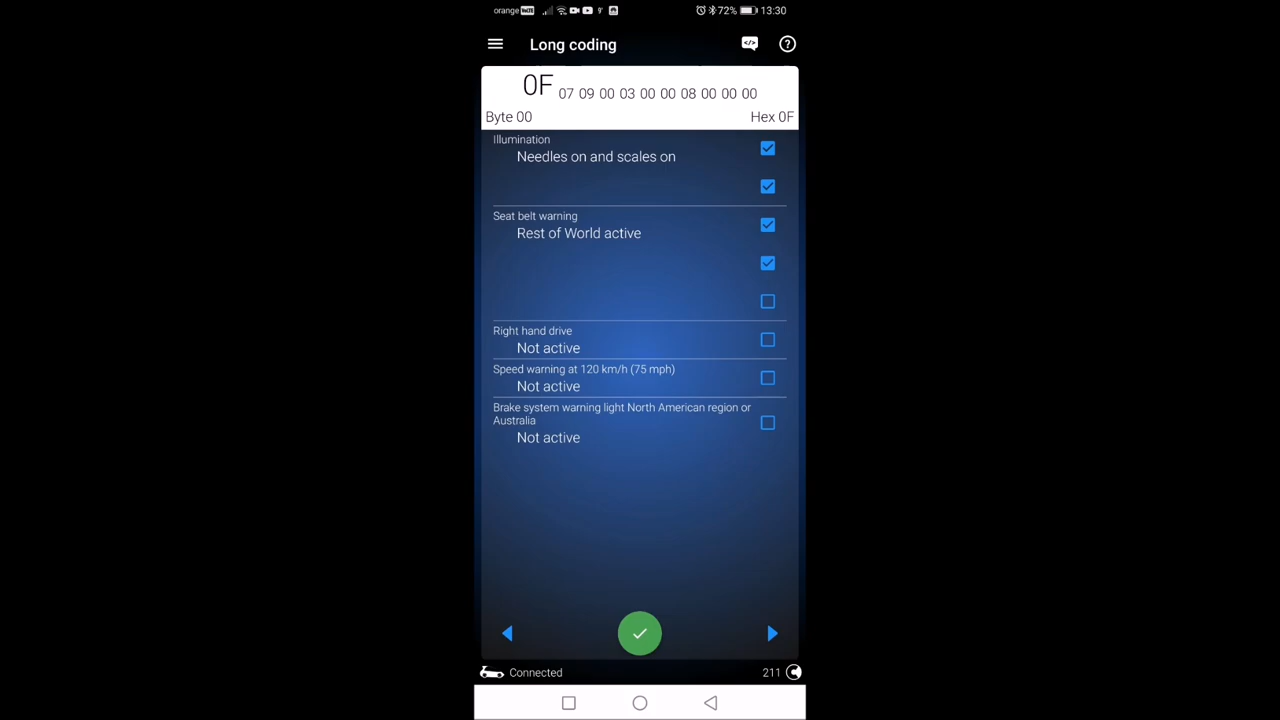 orange VoLTE 72% 13:30
Long coding
0F 07 09 00 03 00 00 08 00 00 00
Byte 00 Hex 0F
Illumination
Needles on and scales on
Seat belt warning
Rest of World active
Right hand drive
Not active
Speed warning at 120 km/h (75 mph)
Not active
Brake system warning light North American region or
Australia
Not active
Connected 211